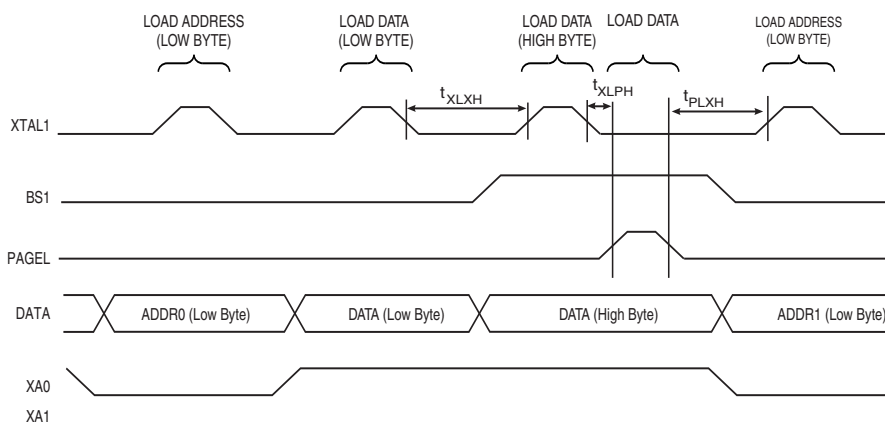 LOAD ADDRESS
(LOW BYTE)
LOAD DATA
(LOW BYTE)
LOAD DATA
(HIGH BYTE)
LOAD DATA
LOAD ADDRESS
(LOW BYTE)
tXLXH
tXLPH
tPLXH
XTAL1
BS1
PAGEL
DATA
ADDR0 (Low Byte)
DATA (Low Byte)
DATA (High Byte)
ADDR1 (Low Byte)
XA0
XA1